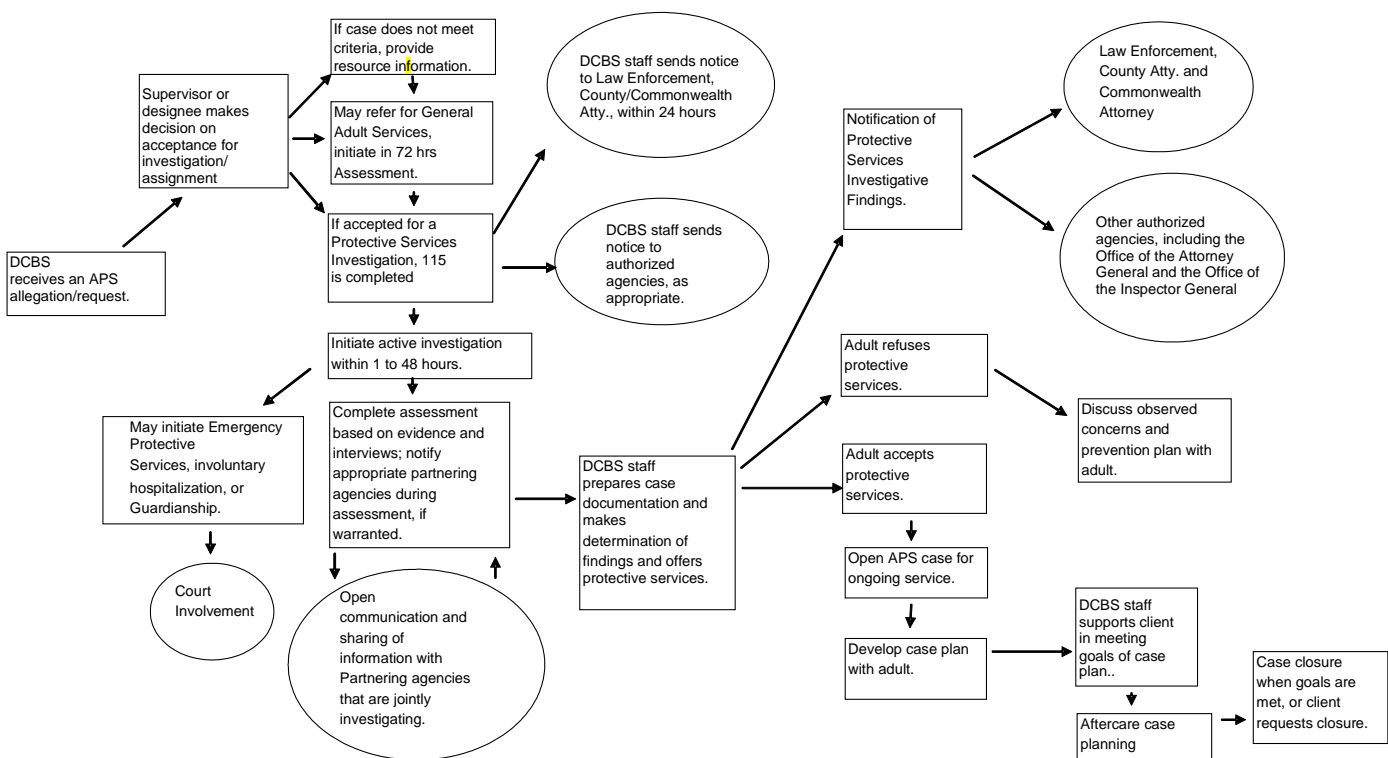 DCBS
receives an APS
allegation/request.
Supervisor or
designee makes
decision on
acceptance for
investigation/
assignment
If case does not meet
criteria, provide
resource information.
May refer for General
Adult Services,
initiate in 72 hrs
Assessment.
If accepted for a
Protective Services
Investigation, 115
is completed
DCBS staff sends notice
to Law Enforcement,
County/Commonwealth
Atty., within 24 hours
DCBS staff sends
notice to
authorized
agencies, as
appropriate.
Initiate active investigation
within 1 to 48 hours.
May initiate Emergency
Protective
Services, involuntary
hospitalization, or
Guardianship.
Court
Involvement
Complete assessment
based on evidence and
interviews; notify
appropriate partnering
agencies during
assessment, if
warranted.
Open
communication and
sharing of
information with
Partnering agencies
that are jointly
investigating.
DCBS staff
prepares case
documentation and
makes
determination of
findings and offers
protective services.
Notification of
Protective
Services
Investigative
Findings.
Law Enforcement,
County Atty. and
Commonwealth
Attorney
Other authorized
agencies, including the
Office of the Attorney
General and the Office of
the Inspector General
Adult refuses
protective
services.
Discuss observed
concerns and
prevention plan with
adult.
Adult accepts
protective
services.
Open APS case for
ongoing service.
Develop case plan
with adult.
DCBS staff
supports client
in meeting
goals of case
plan..
Aftercare case
planning
Case closure
when goals are
met, or client
requests closure.